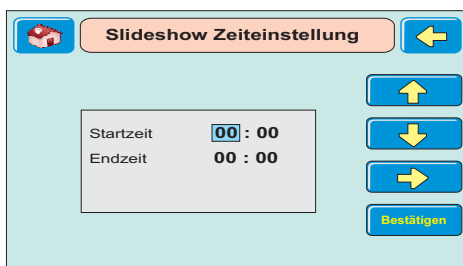 Slideshow Zeiteinstellung
Startzeit 00 : 00
Endzeit 00 : 00
Bestätigen